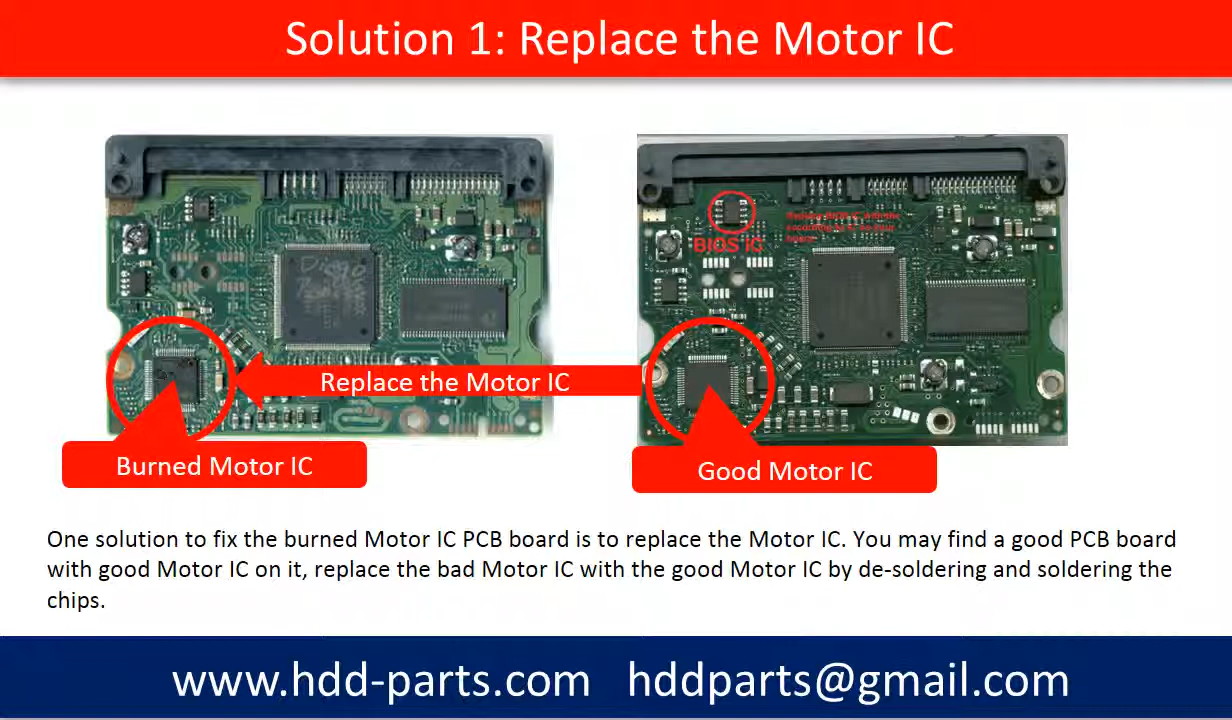 Solution 1: Replace the Motor IC
BIOS IC
Replace the Motor IC
Burned Motor IC
Good Motor IC
One solution to fix the burned Motor IC PCB board is to replace the Motor IC. You may find a good PCB board
with good Motor IC on it, replace the bad Motor IC with the good Motor IC by de-soldering and soldering the
chips.
www.hdd-parts.com hddparts@gmail.com